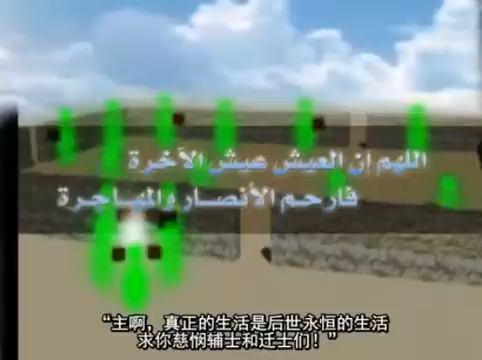 اللهم إن العيش عيش الآخرة
فارحم الأنصار والمهاجرة
“主啊，真正的生活是后世永恒的生活
求你慈悯辅士和迁士们！”